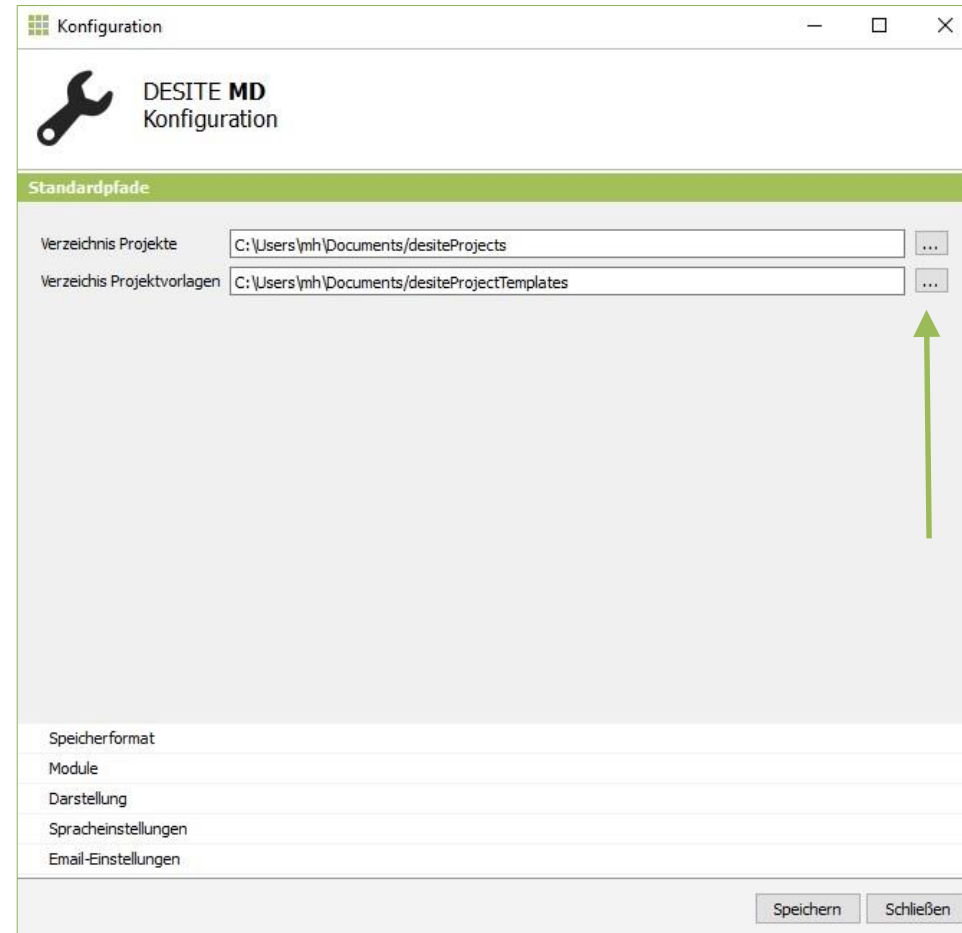 Konfiguration
DESITE MD
Konfiguration
Standardpfade
Verzeichnis Projekte C:\Users\mh\Documents/desiteProjects ...
Verzeichis Projektvorlagen C:\Users\mh\Documents/desiteProjectTemplates ...
Speicherformat
Module
Darstellung
Spracheinstellungen
Email-Einstellungen
Speichern Schließen